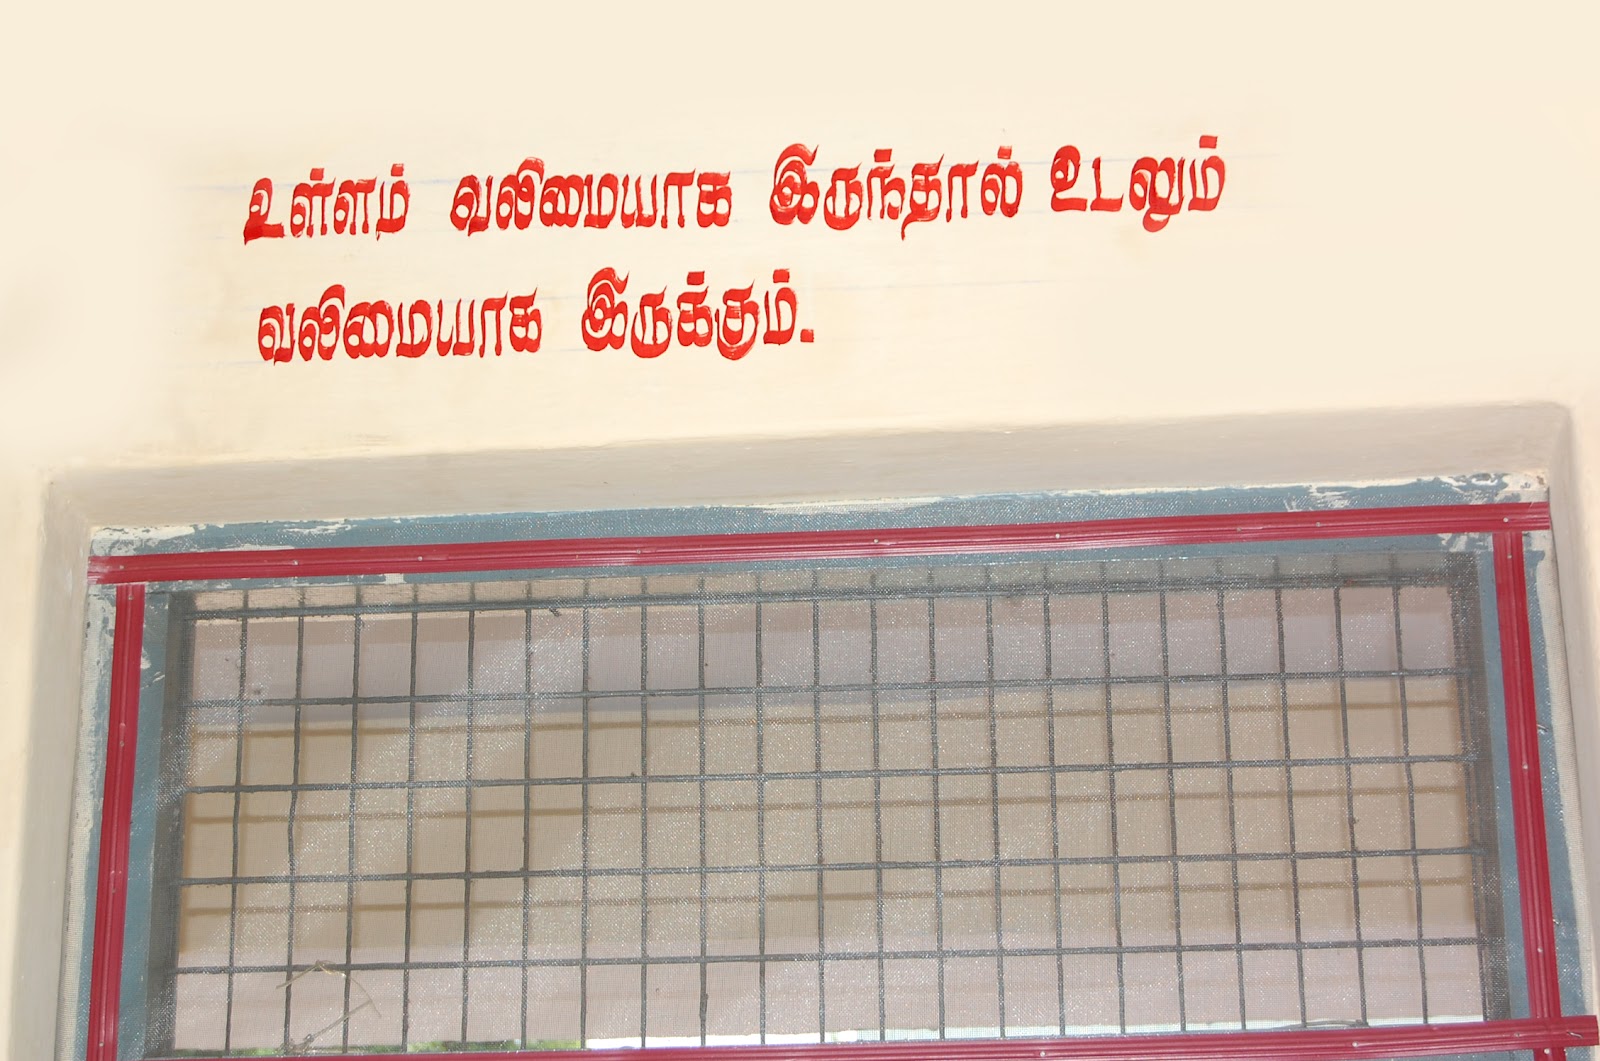 உள்ளம் வலிமையாக இருந்தால் உடலும்
வலிமையாக இருக்கும்.